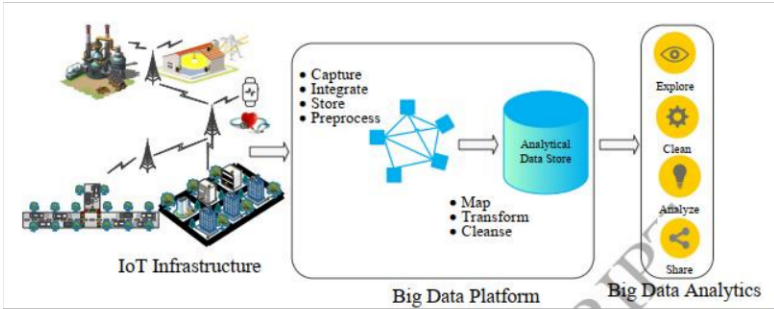 • Capture
• Integrate
• Store
• Preprocess
Analytical
Data Store
• Map
• Transform
• Cleanse
Explore
Clean
Analyze
Share
IoT Infrastructure
Big Data Platform
Big Data Analytics